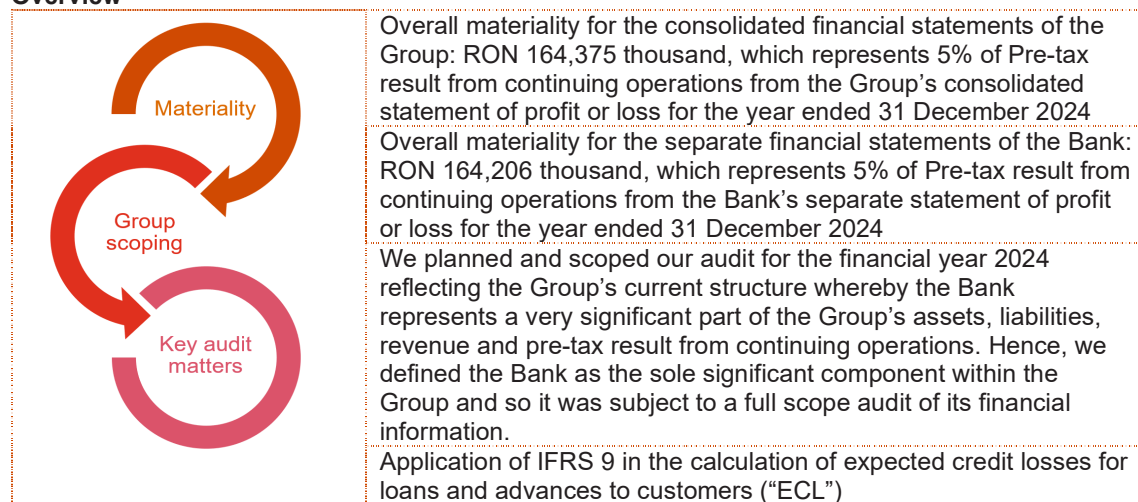 Overview
Materiality
Group
scoping
Key audit
matters
Overall materiality for the consolidated financial statements of the
Group: RON 164,375 thousand, which represents 5% of Pre-tax
result from continuing operations from the Group’s consolidated
statement of profit or loss for the year ended 31 December 2024
Overall materiality for the separate financial statements of the Bank:
RON 164,206 thousand, which represents 5% of Pre-tax result from
continuing operations from the Bank’s separate statement of profit
or loss for the year ended 31 December 2024
We planned and scoped our audit for the financial year 2024
reflecting the Group’s current structure whereby the Bank
represents a very significant part of the Group’s assets, liabilities,
revenue and pre-tax result from continuing operations. Hence, we
defined the Bank as the sole significant component within the
Group and so it was subject to a full scope audit of its financial
information.
Application of IFRS 9 in the calculation of expected credit losses for
loans and advances to customers (“ECL”)